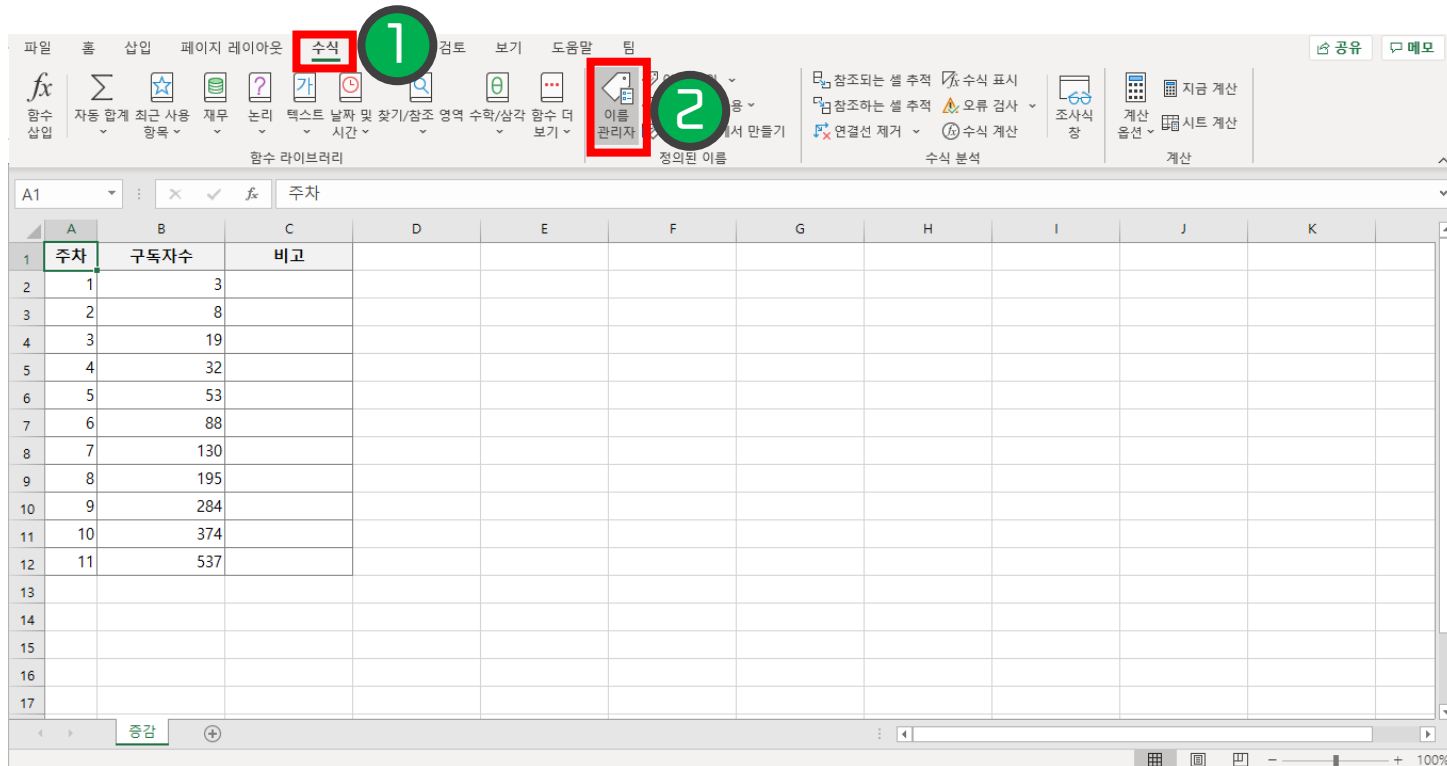 파일 홈 삽입 페이지 레이아웃 수식 1 검토 보기 도움말 팀 공유 메모
fx 함수 삽입
자동 합계
최근 사용 항목
재무
논리
가 텍스트
날짜 및 시간
찾기/참조 영역
θ 수학/삼각
함수 더 보기
함수 라이브러리
이름 관리자
2
서 만들기
정의된 이름
참조되는 셀 추적
참조하는 셀 추적
연결선 제거
fx 수식 표시
오류 검사
fx 수식 계산
조사식 창
수식 분석
계산 옵션
지금 계산
시트 계산
계산
A1 fx 주차
A B C D E F G H I J K
1 주차 구독자수 비고
2 1 3
3 2 8
4 3 19
5 4 32
6 5 53
7 6 88
8 7 130
9 8 195
10 9 284
11 10 374
12 11 537
13
14
15
16
17
증감
100%